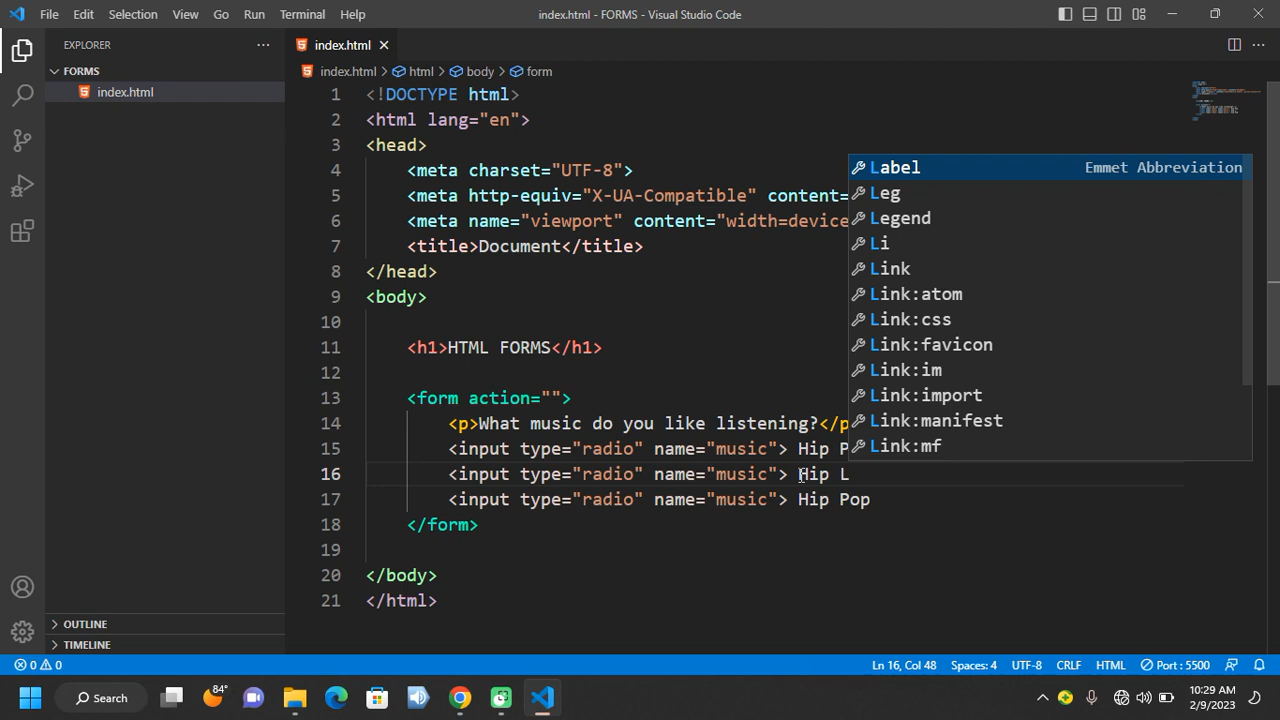 File Edit Selection View Go Run Terminal Help index.html - FORMS - Visual Studio Code
EXPLORER
FORMS
index.html
index.html
index.html html body form
1 <!DOCTYPE html>
2 <html lang="en">
3 <head>
4 <meta charset="UTF-8">
5 <meta http-equiv="X-UA-Compatible" content=
6 <meta name="viewport" content="width=device
7 <title>Document</title>
8 </head>
9 <body>
10
11 <h1>HTML FORMS</h1>
12
13 <form action="">
14 <p>What music do you like listening?</p
15 <input type="radio" name="music"> Hip P
16 <input type="radio" name="music"> Hip L
17 <input type="radio" name="music"> Hip Pop
18 </form>
19
20 </body>
21 </html>
Label Emmet Abbreviation
Leg
Legend
Li
Link
Link:atom
Link:css
Link:favicon
Link:im
Link:import
Link:manifest
Link:mf
OUTLINE
TIMELINE
0 0 Ln 16, Col 48 Spaces: 4 UTF-8 CRLF HTML Port : 5500
Search 84° 10:29 AM
2/9/2023